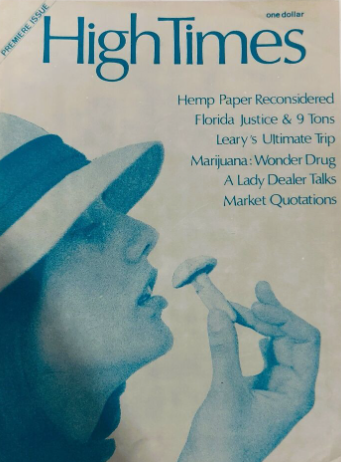 PREMIERE ISSUE
one dollar
High Times
Hemp Paper Reconsidered
Florida Justice & 9 Tons
Leary's Ultimate Trip
Marijuana: Wonder Drug
A Lady Dealer Talks
Market Quotations